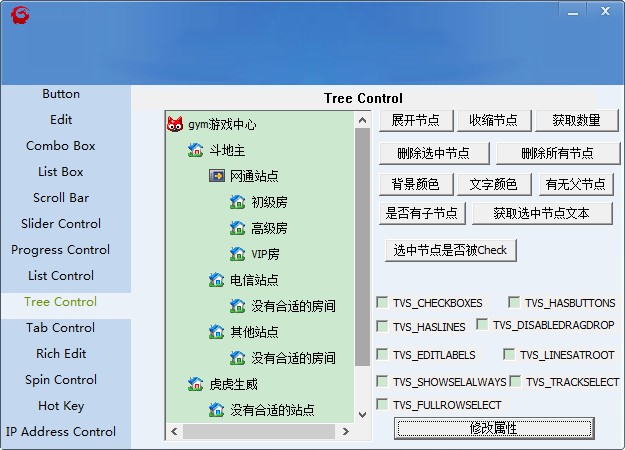 Tree Control
Button
Edit
Combo Box
List Box
Scroll Bar
Slider Control
Progress Control
List Control
Tree Control
Tab Control
Rich Edit
Spin Control
Hot Key
IP Address Control
gym游戏中心
斗地主
网通站点
初级房
高级房
VIP房
电信站点
没有合适的房间
其他站点
没有合适的房间
虎虎生威
没有合适的站点
展开节点 收缩节点 获取数量
删除选中节点 删除所有节点
背景颜色 文字颜色 有无父节点
是否有子节点 获取选中节点文本
选中节点是否被Check
TVS_CHECKBOXES TVS_HASBUTTONS
TVS_HASLINES TVS_DISABLEDRAGDROP
TVS_EDITLABELS TVS_LINESATROOT
TVS_SHOWSELALWAYS TVS_TRACKSELECT
TVS_FULLROWSELECT
修改属性